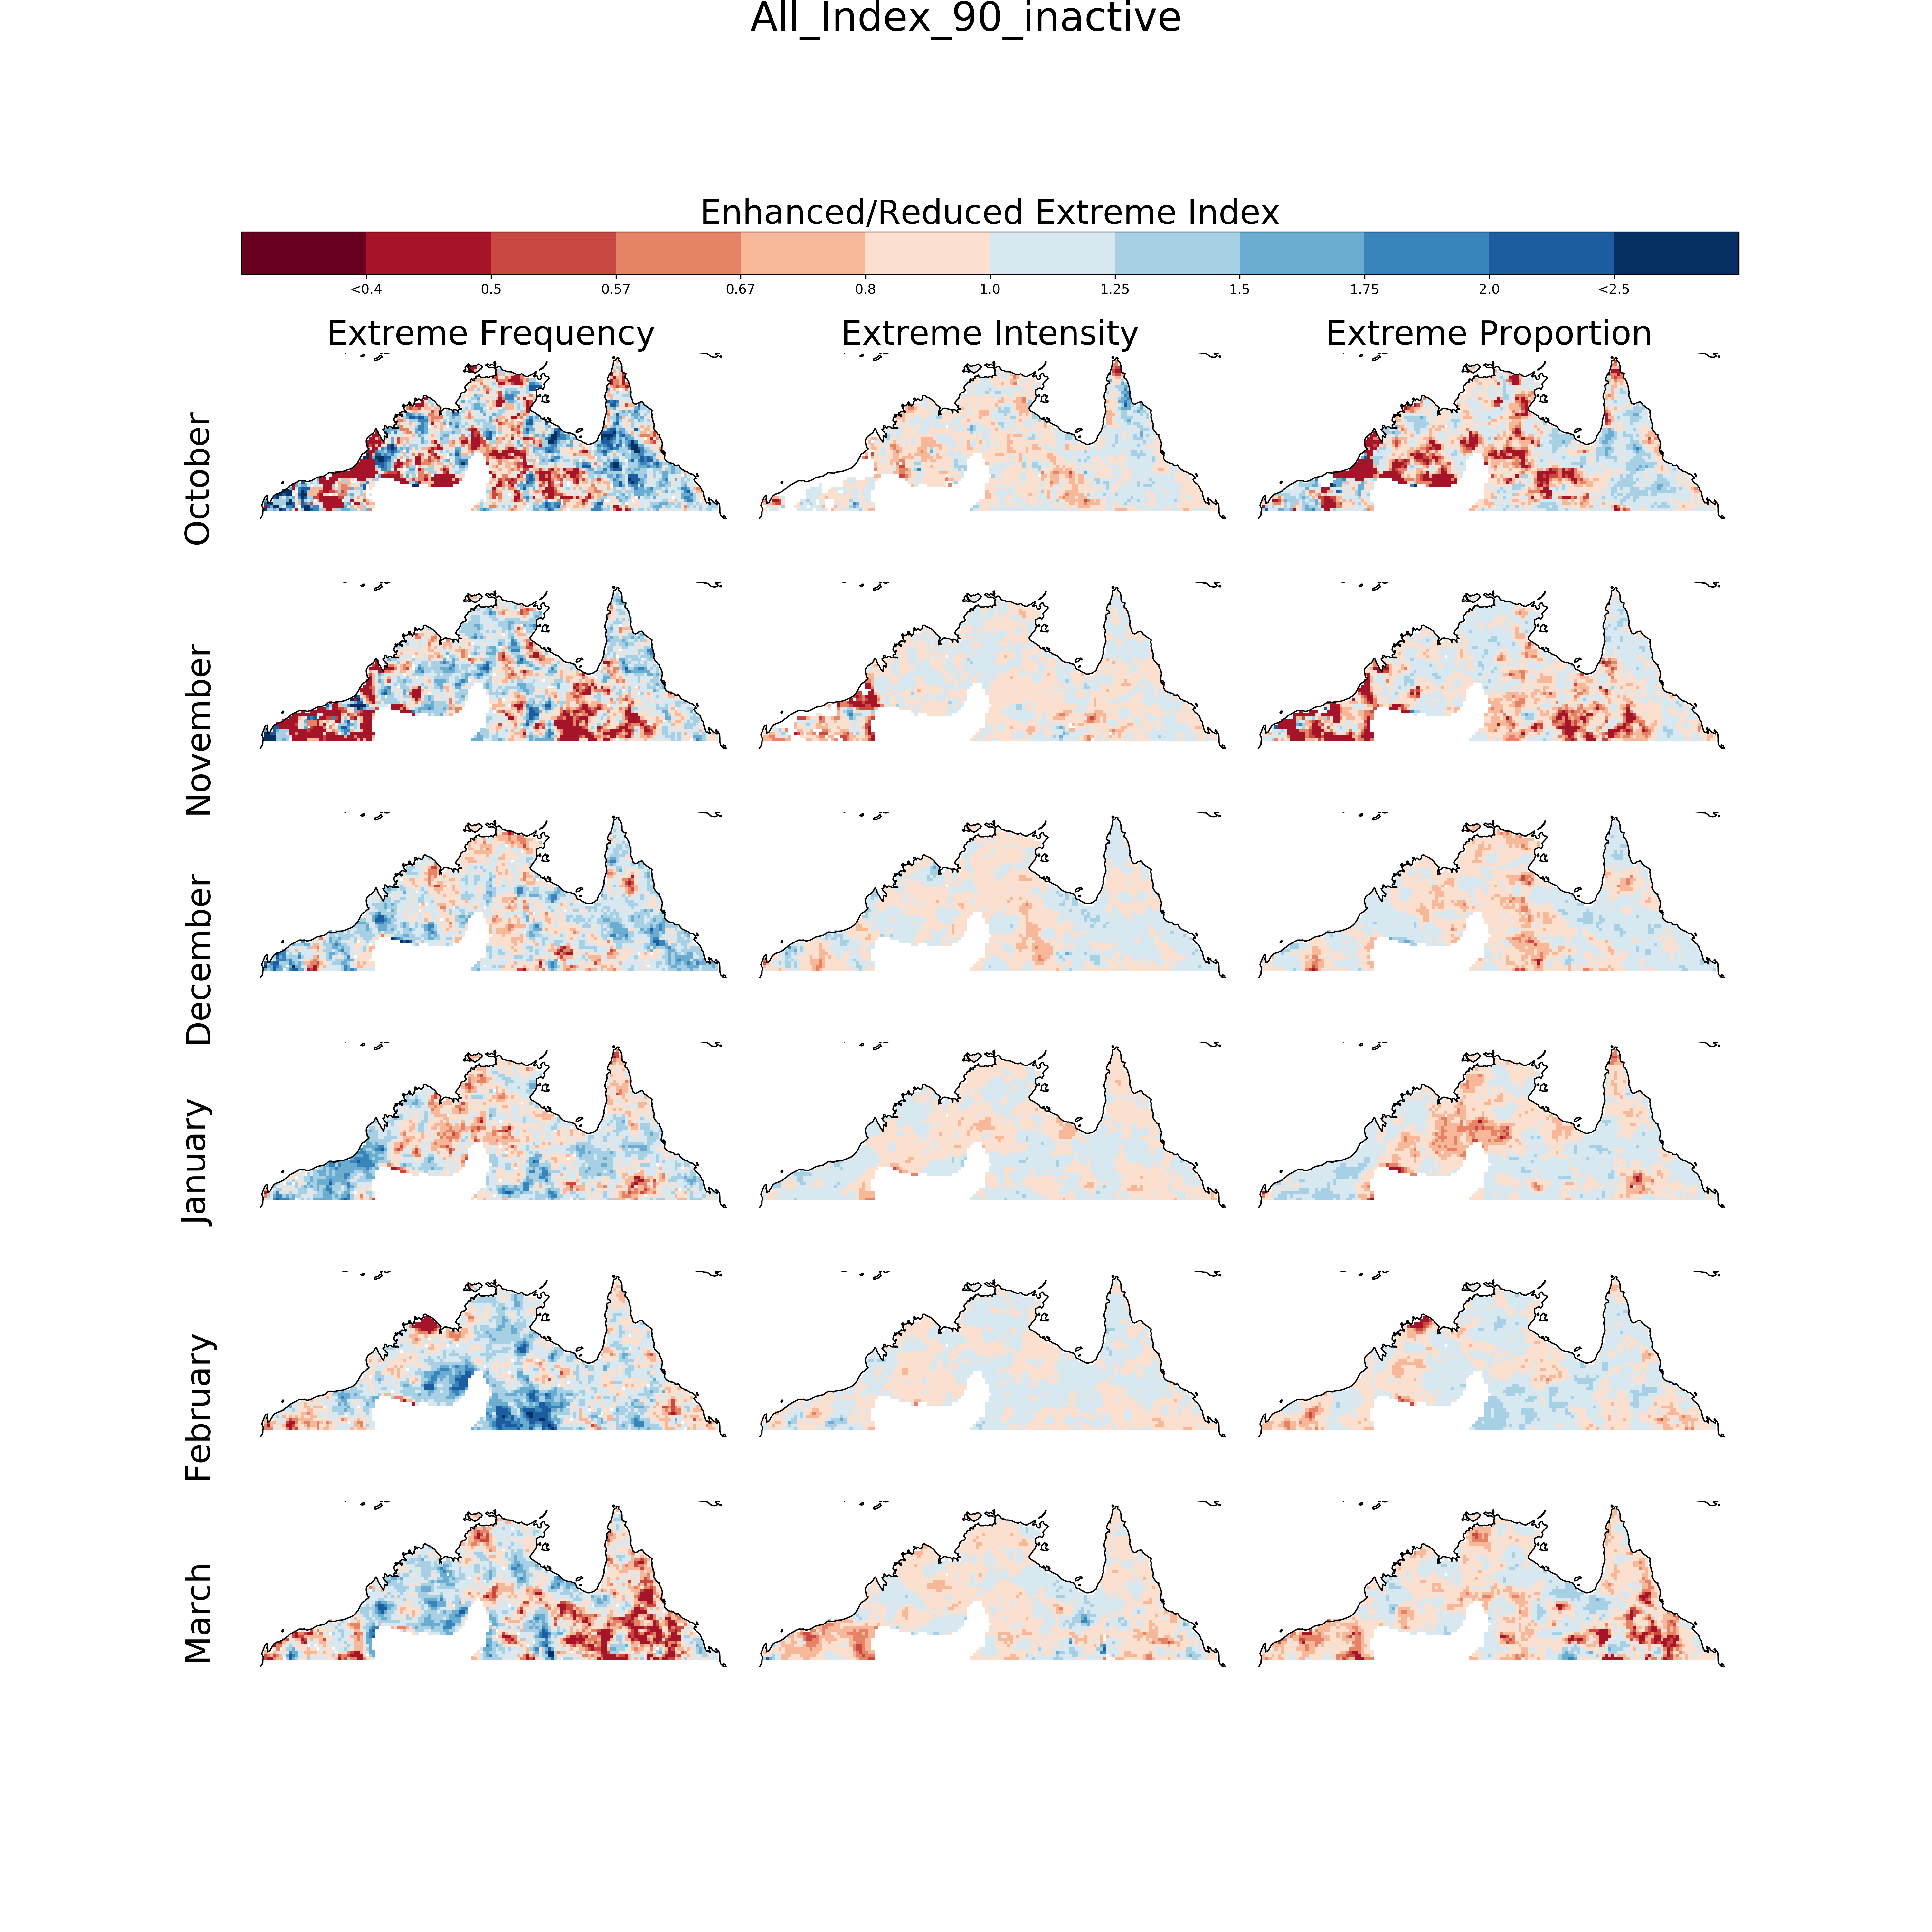 All_Index_90_inactive
Enhanced/Reduced Extreme Index
<0.4 0.5 0.57 0.67 0.8 1.0 1.25 1.5 1.75 2.0 <2.5
Extreme Frequency Extreme Intensity Extreme Proportion
October
November
December
January
February
March